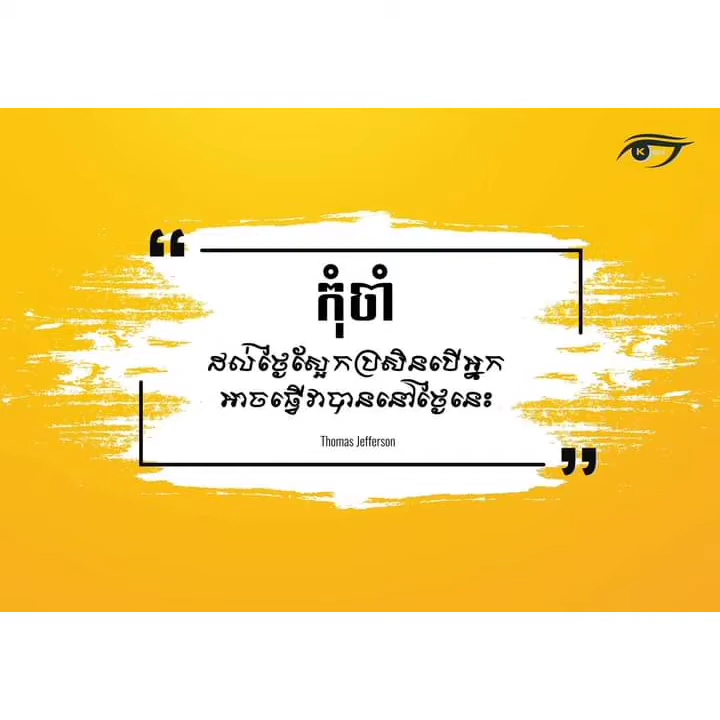 K
កុំចាំ
ដល់ថ្ងៃស្អែកប្រសិនបើអ្នក
អាចធ្វើវាបាននៅថ្ងៃនេះ
Thomas Jefferson